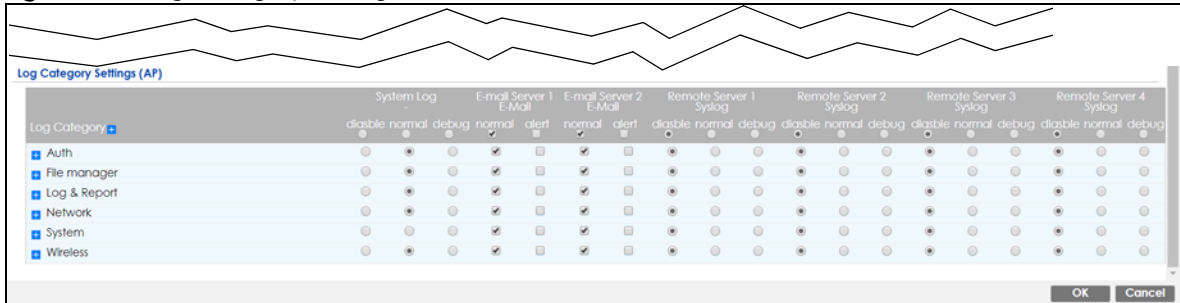 Log Category Settings (AP)
System Log E-mail Server 1 E-mail Server 2 Remote Server 1 Remote Server 2 Remote Server 3 Remote Server 4
- E-Mail E-Mail Syslog Syslog Syslog Syslog
Log Category disable normal debug normal alert normal alert disable normal debug disable normal debug disable normal debug disable normal debug
Auth
File manager
Log & Report
Network
System
Wireless
OK Cancel